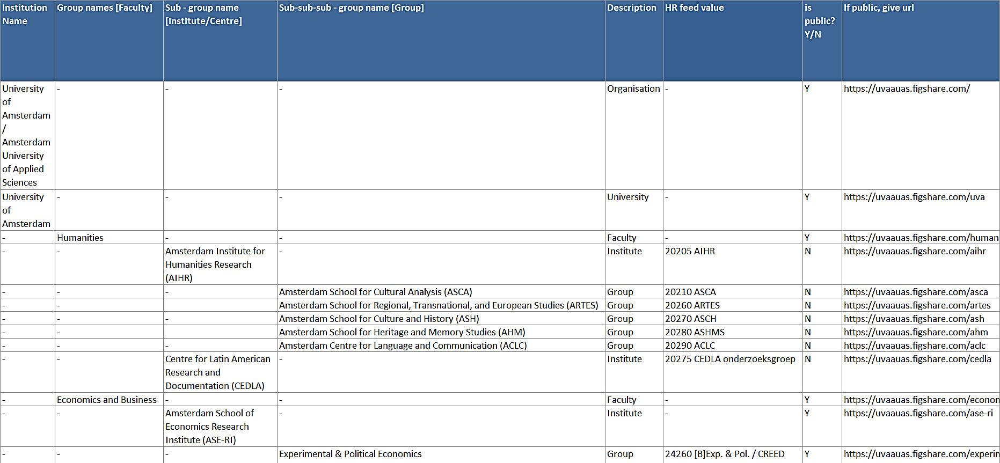 Institution Name | Group names [Faculty] | Sub - group name [Institute/Centre] | Sub-sub-sub - group name [Group] | Description | HR feed value | is public? Y/N | If public, give url
University of Amsterdam / Amsterdam University of Applied Sciences | - | - | - | Organisation | - | Y | https://uvaauas.figshare.com/
University of Amsterdam | - | - | - | University | - | Y | https://uvaauas.figshare.com/uva
- | Humanities | - | - | Faculty | - | Y | https://uvaauas.figshare.com/human
- | - | Amsterdam Institute for Humanities Research (AIHR) | - | Institute | 20205 AIHR | N | https://uvaauas.figshare.com/aihr
- | - | - | Amsterdam School for Cultural Analysis (ASCA) | Group | 20210 ASCA | N | https://uvaauas.figshare.com/asca
- | - | | Amsterdam School for Regional, Transnational, and European Studies (ARTES) | Group | 20260 ARTES | N | https://uvaauas.figshare.com/artes
- | - | - | Amsterdam School for Culture and History (ASH) | Group | 20270 ASCH | N | https://uvaauas.figshare.com/ash
- | - | - | Amsterdam School for Heritage and Memory Studies (AHM) | Group | 20280 ASHMS | N | https://uvaauas.figshare.com/ahm
- | - | - | Amsterdam Centre for Language and Communication (ACLC) | Group | 20290 ACLC | N | https://uvaauas.figshare.com/aclc
- | - | Centre for Latin American Research and Documentation (CEDLA) | - | Institute | 20275 CEDLA onderzoeksgroep | N | https://uvaauas.figshare.com/cedla
- | Economics and Business | - | - | Faculty | - | Y | https://uvaauas.figshare.com/econon
- | - | Amsterdam School of Economics Research Institute (ASE-RI) | - | Institute | - | Y | https://uvaauas.figshare.com/ase-ri
- | - | - | Experimental & Political Economics | Group | 24260 [B]Exp. & Pol. / CREED | Y | https://uvaauas.figshare.com/experin